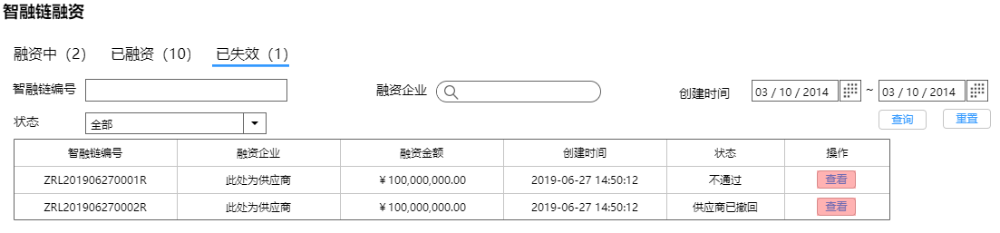 智融链融资
融资中（2） 已融资（10） 已失效（1）
智融链编号 融资企业 创建时间 03 / 10 / 2014 ~ 03 / 10 / 2014
状态 全部 查询 重置
智融链编号 融资企业 融资金额 创建时间 状态 操作
ZRL201906270001R 此处为供应商 ￥100,000,000.00 2019-06-27 14:50:12 不通过 查看
ZRL201906270002R 此处为供应商 ￥100,000,000.00 2019-06-27 14:50:12 供应商已撤回 查看